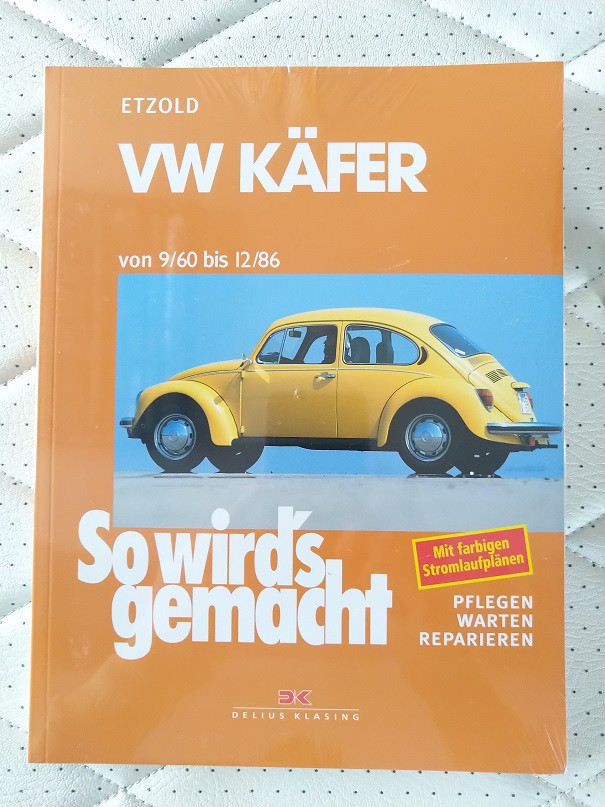 ETZOLD
VW KÄFER
von 9/60 bis 12/86
So wird's
gemacht
Mit farbigen
Stromlaufplänen
PFLEGEN
WARTEN
REPARIEREN
DK
DELIUS KLASING